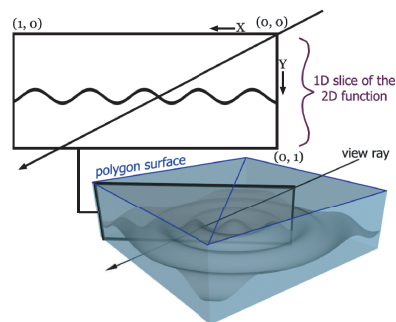 (1, 0)
X
(0, 0)
Y
1D slice of the
2D function
(0, 1)
polygon surface
view ray